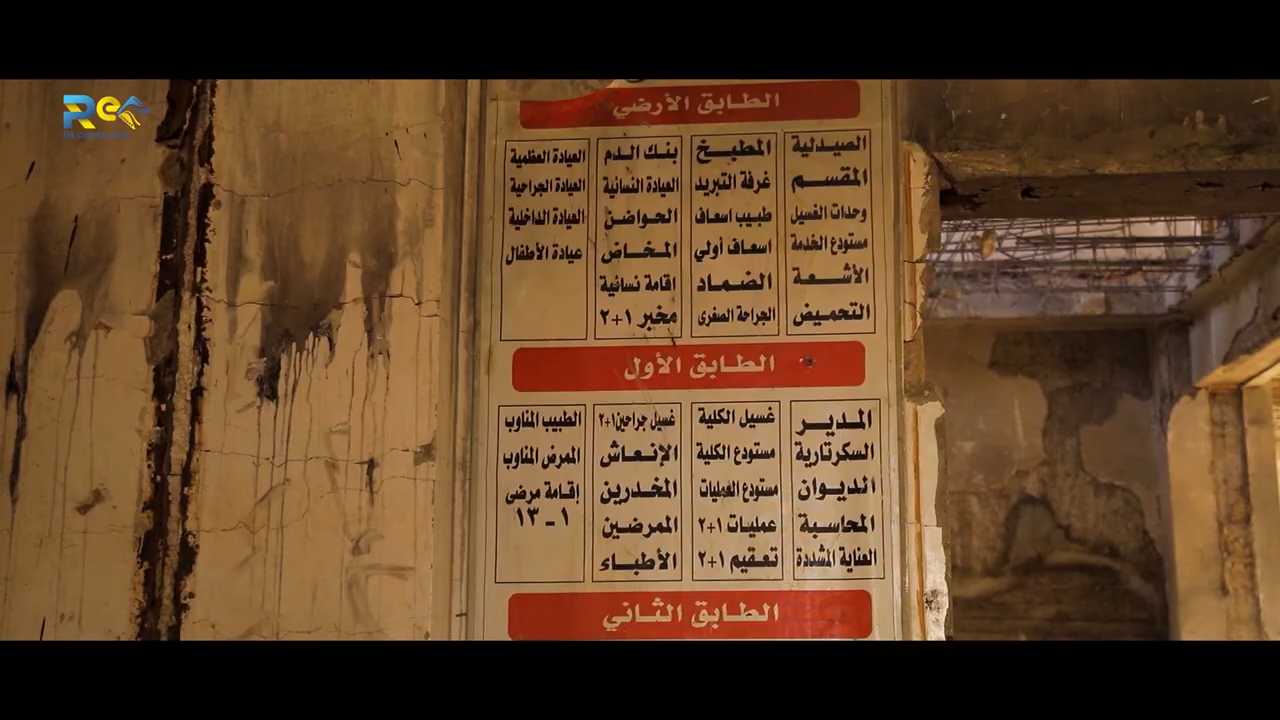 R9 production
الطابق الأرضي
الصيدلية
المقسم
وحدات الغسيل
مستودع الخدمة
الأشعة
التحميض
المطبخ
غرفة التبريد
طبيب اسعاف
اسعاف أولي
الضماد
الجراحة الصغرى
بنك الدم
العيادة النسائية
الحواضن
المخاض
اقامة نسائية
مخبر ١+٢
العيادة العظمية
العيادة الجراحية
العيادة الداخلية
عيادة الأطفال
الطابق الأول
المدير
السكرتارية
الديوان
المحاسبة
العناية المشددة
غسيل الكلية
مستودع الكلية
مستودع العمليات
عمليات ١+٢
تعقيم ١+٢
غسيل جراحين ١+٢
الإنعاش
المخدرين
الممرضين
الأطباء
الطبيب المناوب
الممرض المناوب
إقامة مرضى
١ - ١٣
الطابق الثاني